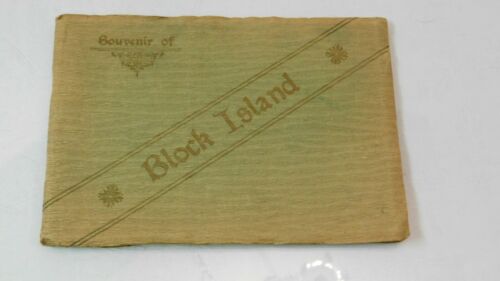 Souvenir of
Block Island